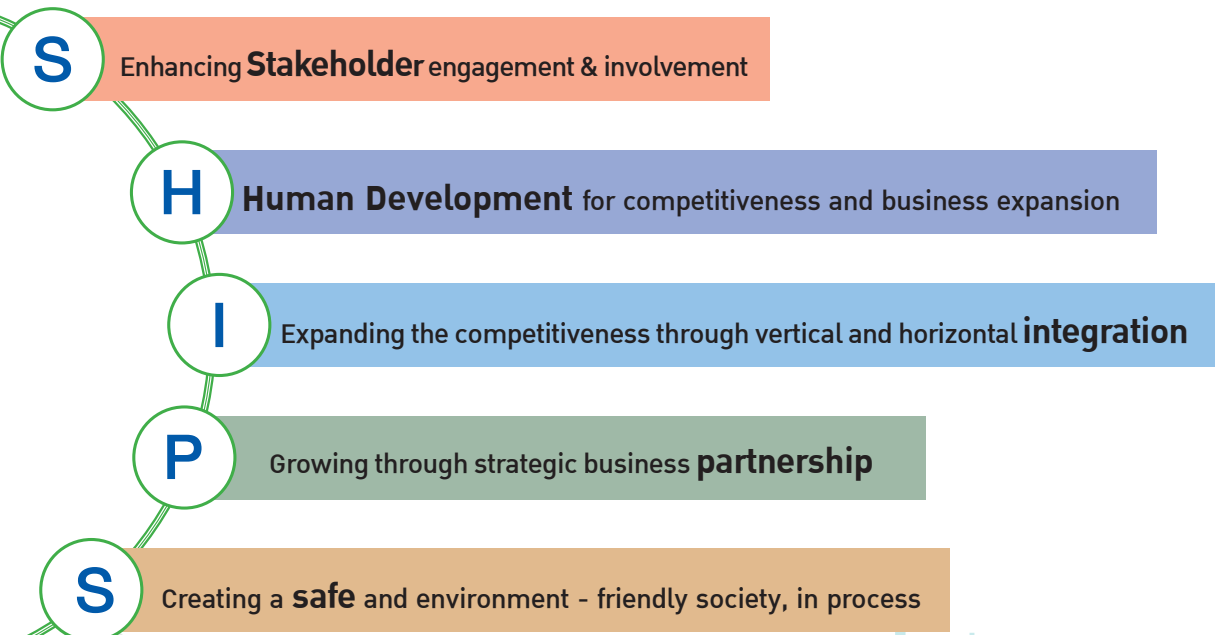 S
Enhancing Stakeholder engagement & involvement
H
Human Development for competitiveness and business expansion
I
Expanding the competitiveness through vertical and horizontal integration
P
Growing through strategic business partnership
S
Creating a safe and environment - friendly society, in process